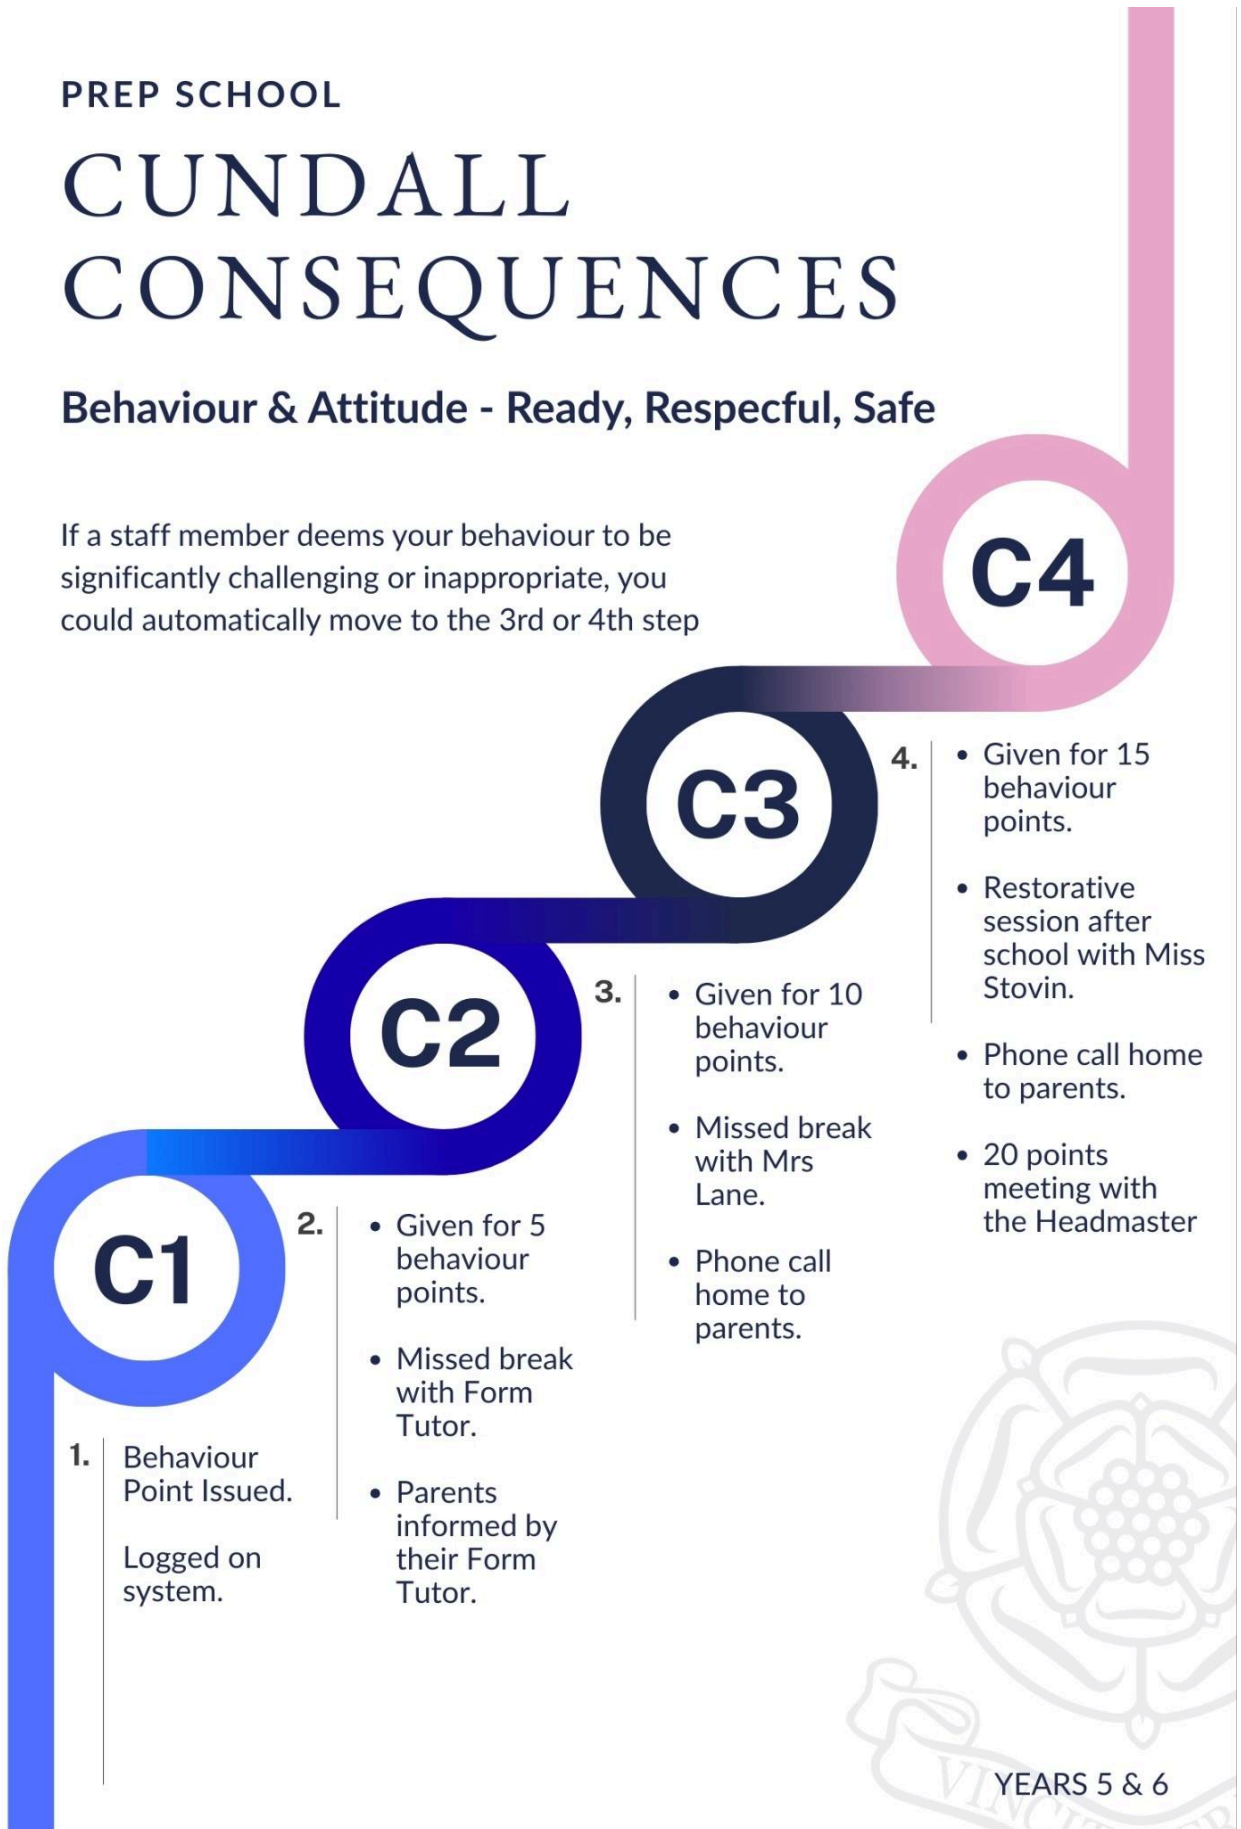 PREP SCHOOL
CUNDALL
CONSEQUENCES
Behaviour & Attitude - Ready, Respecful, Safe
If a staff member deems your behaviour to be
significantly challenging or inappropriate, you
could automatically move to the 3rd or 4th step
C4
4.
• Given for 15
behaviour
points.
• Restorative
session after
school with Miss
Stovin.
• Phone call home
to parents.
• 20 points
meeting with
the Headmaster
C3
3.
• Given for 10
behaviour
points.
• Missed break
with Mrs
Lane.
• Phone call
home to
parents.
C2
2.
• Given for 5
behaviour
points.
• Missed break
with Form
Tutor.
• Parents
informed by
their Form
Tutor.
C1
1.
Behaviour
Point Issued.
Logged on
system.
YEARS 5 & 6